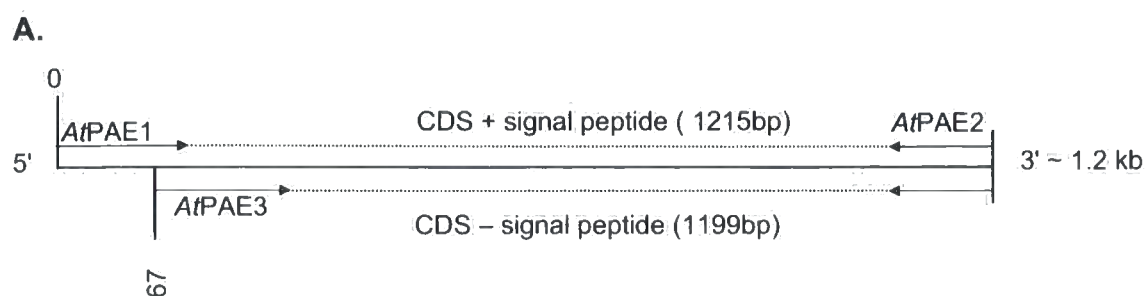 A.
0
AtPAE1 CDS + signal peptide ( 1215bp) AtPAE2
5' 3' ~ 1.2 kb
AtPAE3
CDS – signal peptide (1199bp)
67